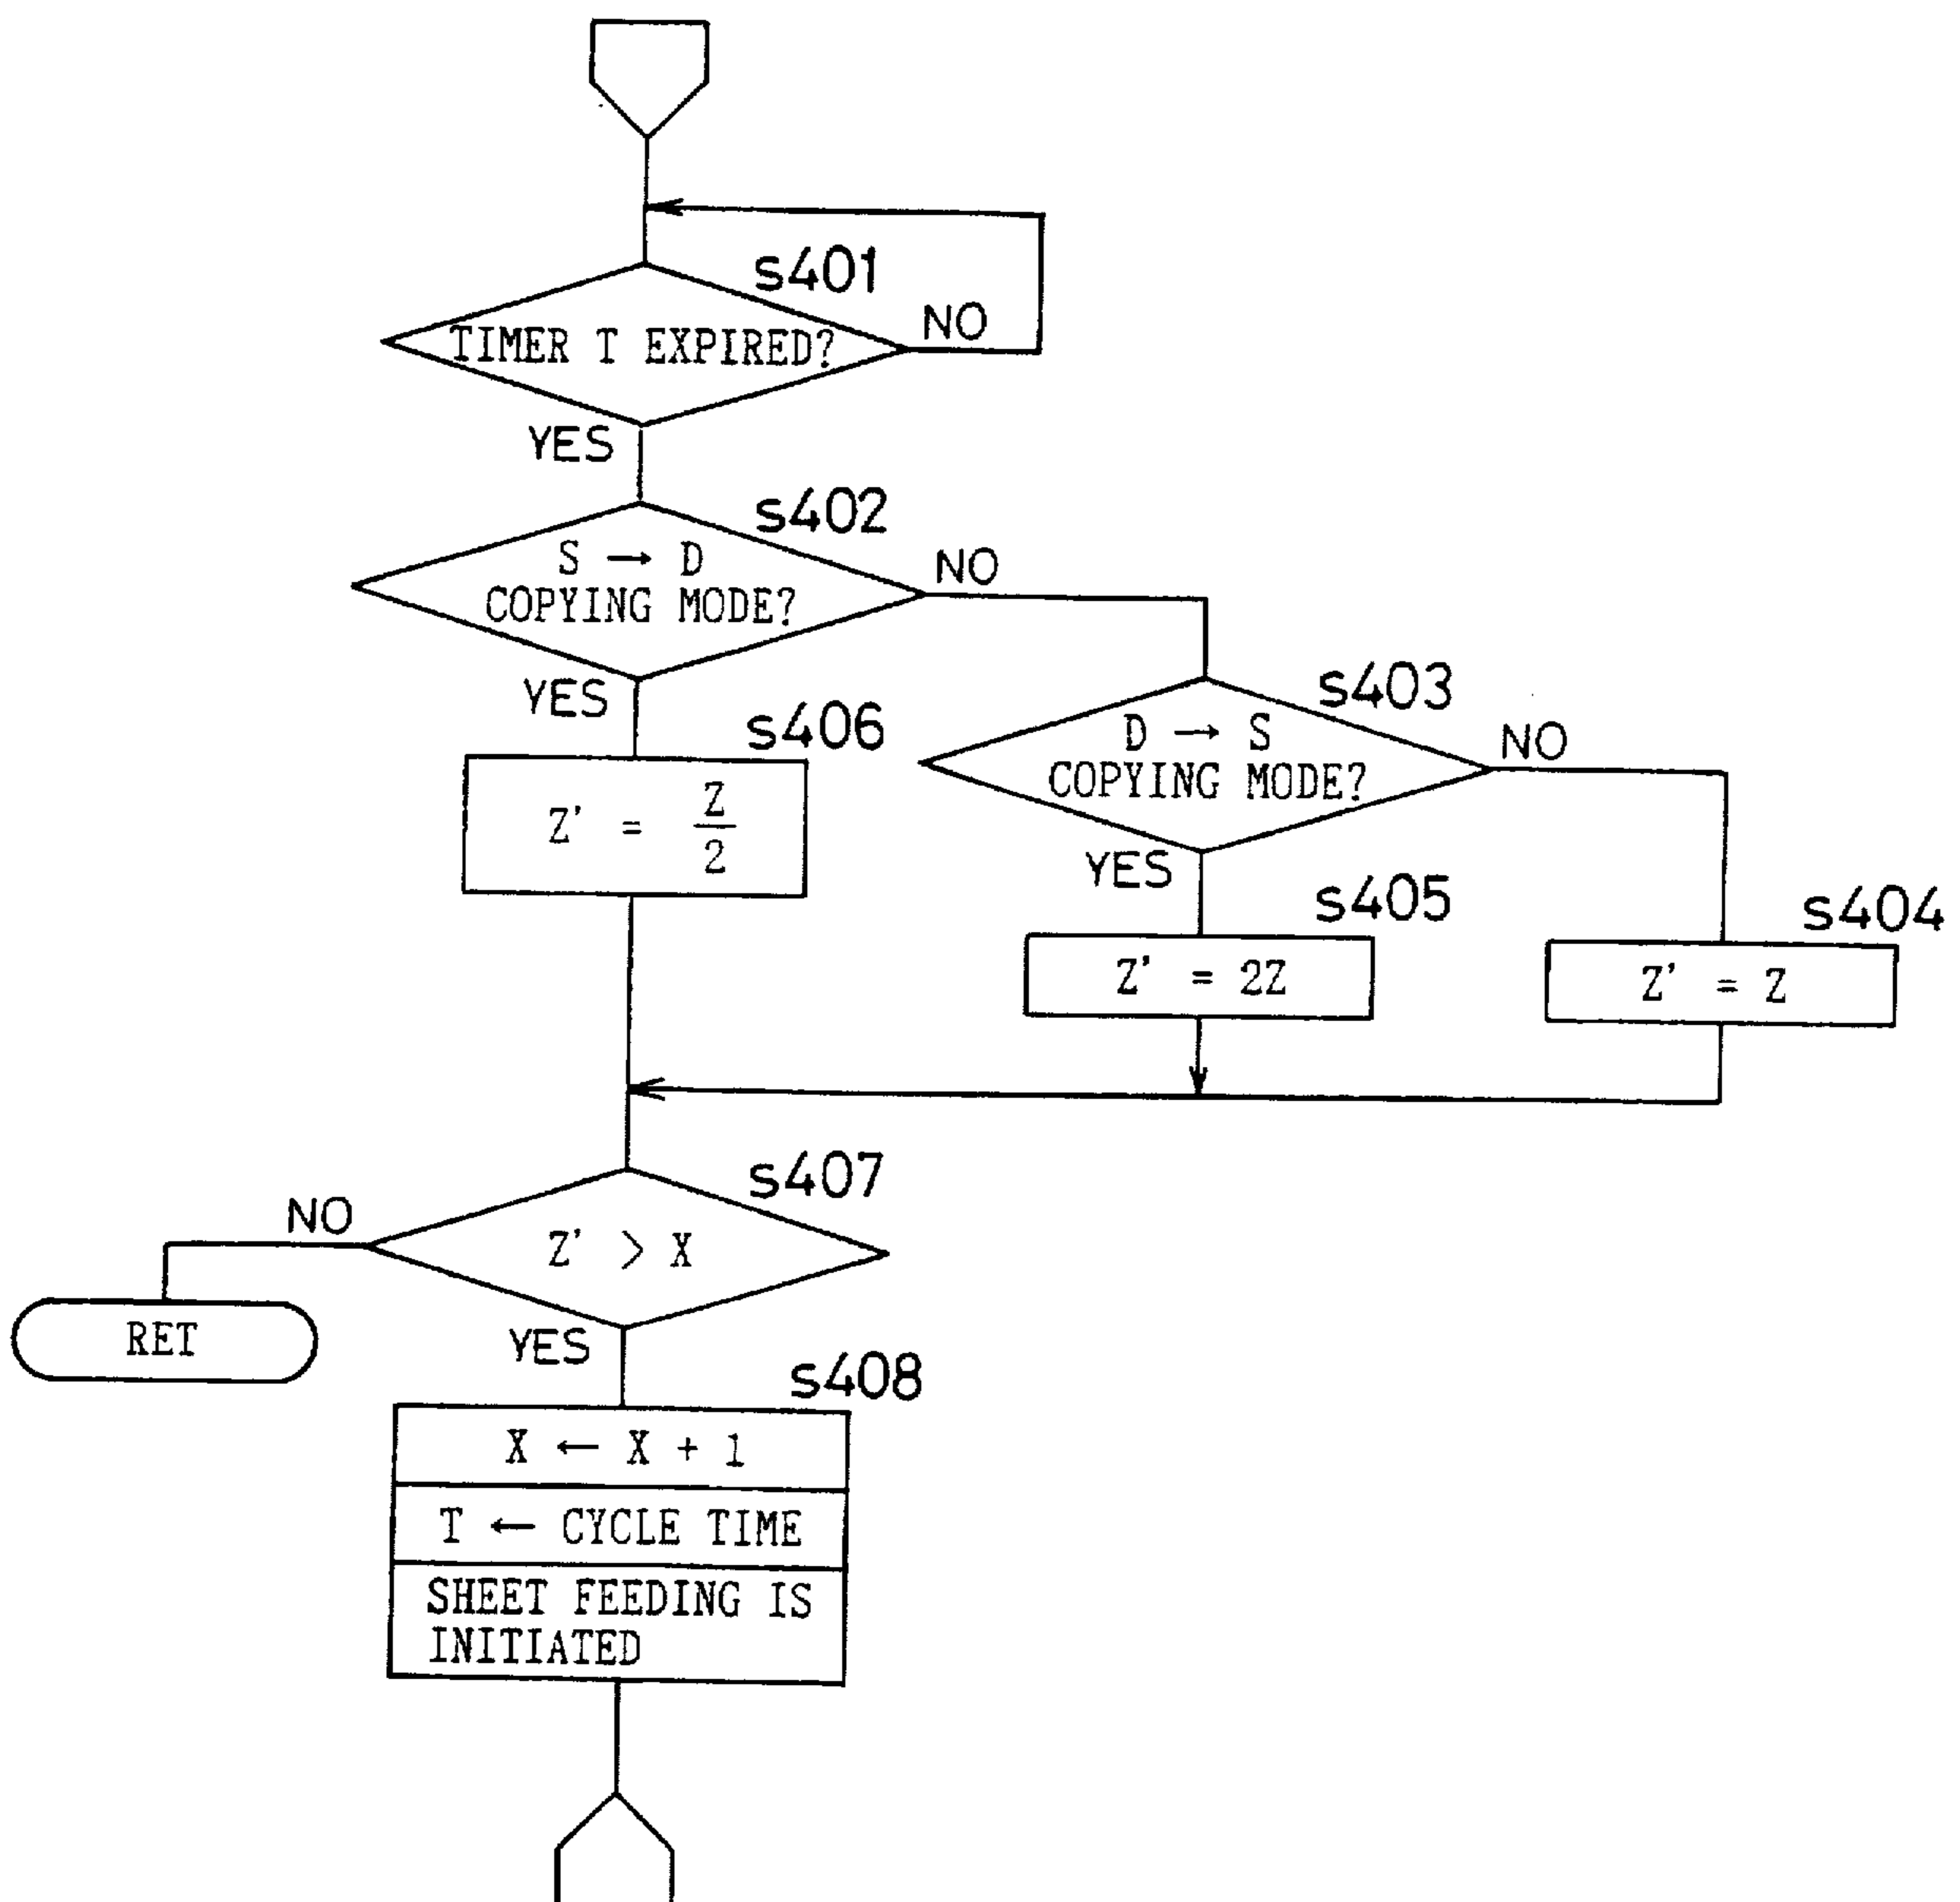 s401
TIMER T EXPIRED?
NO
YES
s402
S → D
COPYING MODE?
NO
YES
s403
D → S
COPYING MODE?
NO
YES
s406
Z' = Z/2
s405
Z' = 2Z
s404
Z' = Z
s407
Z' > X
NO
RET
YES
s408
X ← X + 1
T ← CYCLE TIME
SHEET FEEDING IS
INITIATED